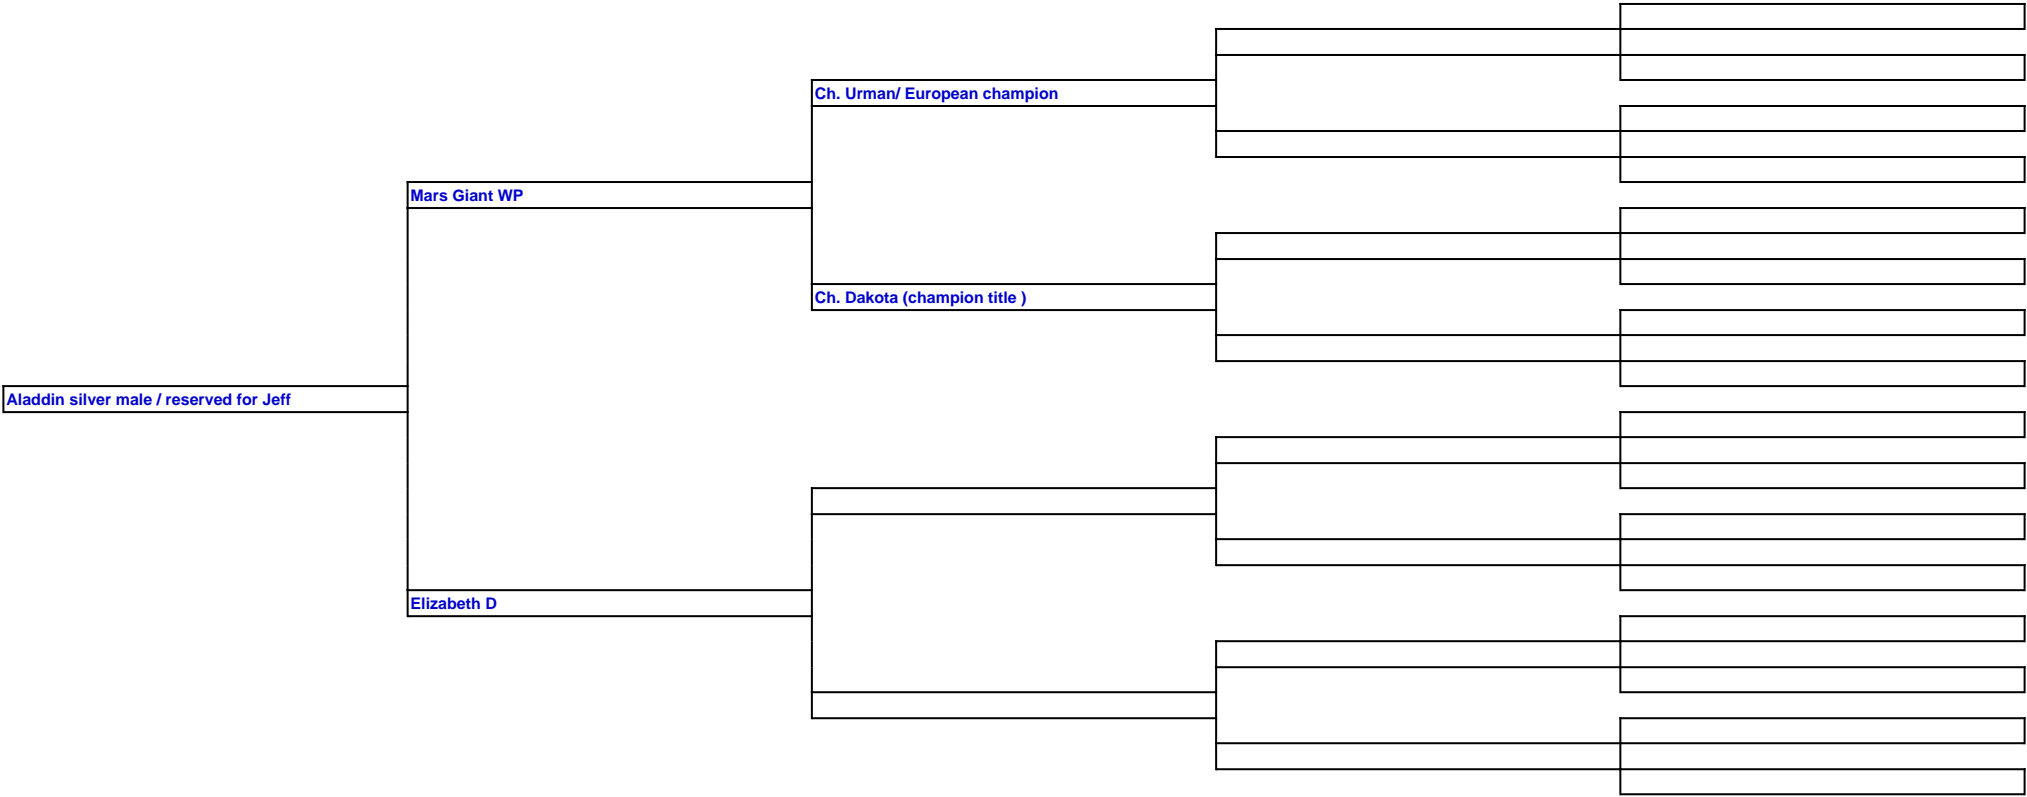 Ch. Urman/ European champion
Mars Giant WP
Ch. Dakota (champion title )
Aladdin silver male / reserved for Jeff
Elizabeth D